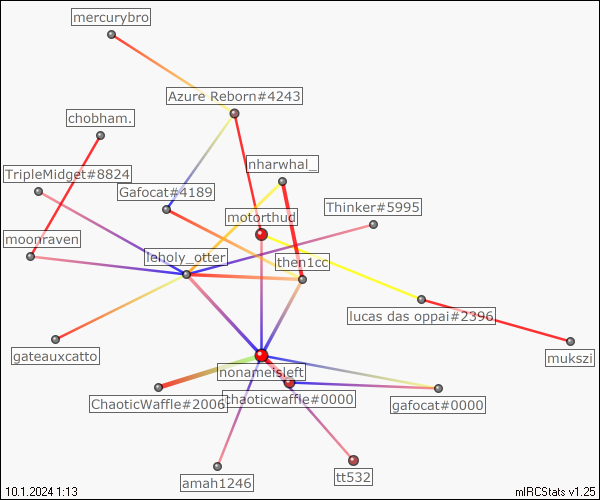 mercurybro
Azure Reborn#4243
chobham.
nharwhal_
TripleMidget#8824
Gafocat#4189
Thinker#5995
motorthud
moonraven
leholy_otter
then1cc
lucas das oppai#2396
gateauxcatto
mukszi
nonameisleft
ChaoticWaffle#2006
chaoticwaffle#0000
gafocat#0000
amah1246
tt532
10.1.2024 1:13
mIRCStats v1.25